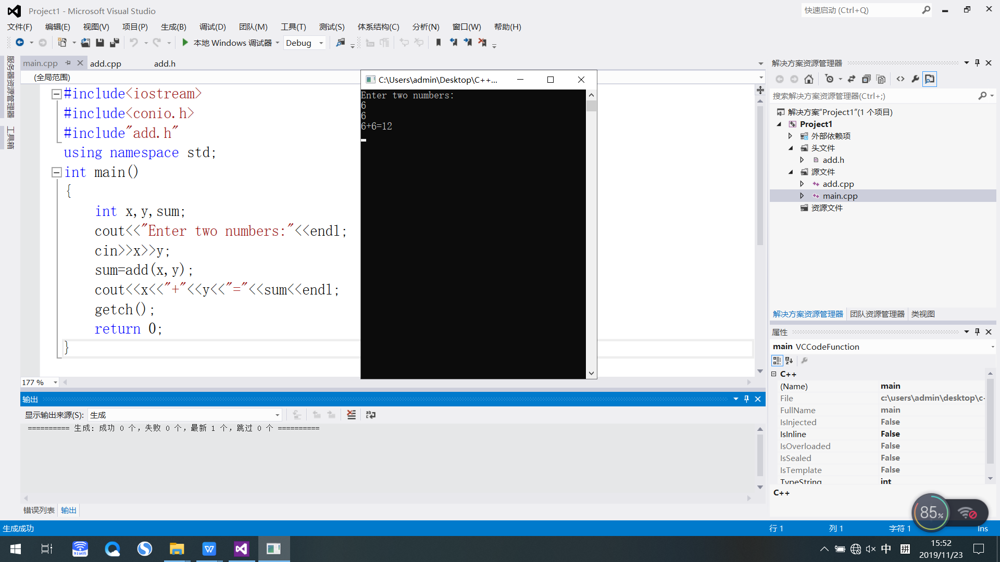 Project1 - Microsoft Visual Studio
快速启动 (Ctrl+Q)
文件(F) 编辑(E) 视图(V) 项目(P) 生成(B) 调试(D) 团队(M) 工具(T) 测试(S) 体系结构(C) 分析(N) 窗口(W) 帮助(H)
本地 Windows 调试器 Debug
服务器资源管理器
工具箱
main.cpp add.cpp add.h
(全局范围)
#include<iostream>
#include<conio.h>
#include"add.h"
using namespace std;
int main()
{
int x,y,sum;
cout<<"Enter two numbers:"<<endl;
cin>>x>>y;
sum=add(x,y);
cout<<x<<"+"<<y<<"="<<sum<<endl;
getch();
return 0;
}
177 %
C:\Users\admin\Desktop\C++...
Enter two numbers:
6
6
6+6=12
输出
显示输出来源(S): 生成
========== 生成: 成功 0 个，失败 0 个，最新 1 个，跳过 0 个 ==========
错误列表 输出
解决方案资源管理器
搜索解决方案资源管理器(Ctrl+;)
解决方案"Project1"(1 个项目)
Project1
外部依赖项
头文件
add.h
源文件
add.cpp
main.cpp
资源文件
解决方案资源管理器 团队资源管理器 类视图
属性
main VCCodeFunction
C++
(Name) main
File c:\users\admin\desktop\c-
FullName main
IsInjected False
IsInline False
IsOverloaded False
IsSealed False
IsTemplate False
TypeString int
C++
85%
生成成功 行 1 列 1 字符 1 Ins
91wifi
中 拼
15:52
2019/11/23